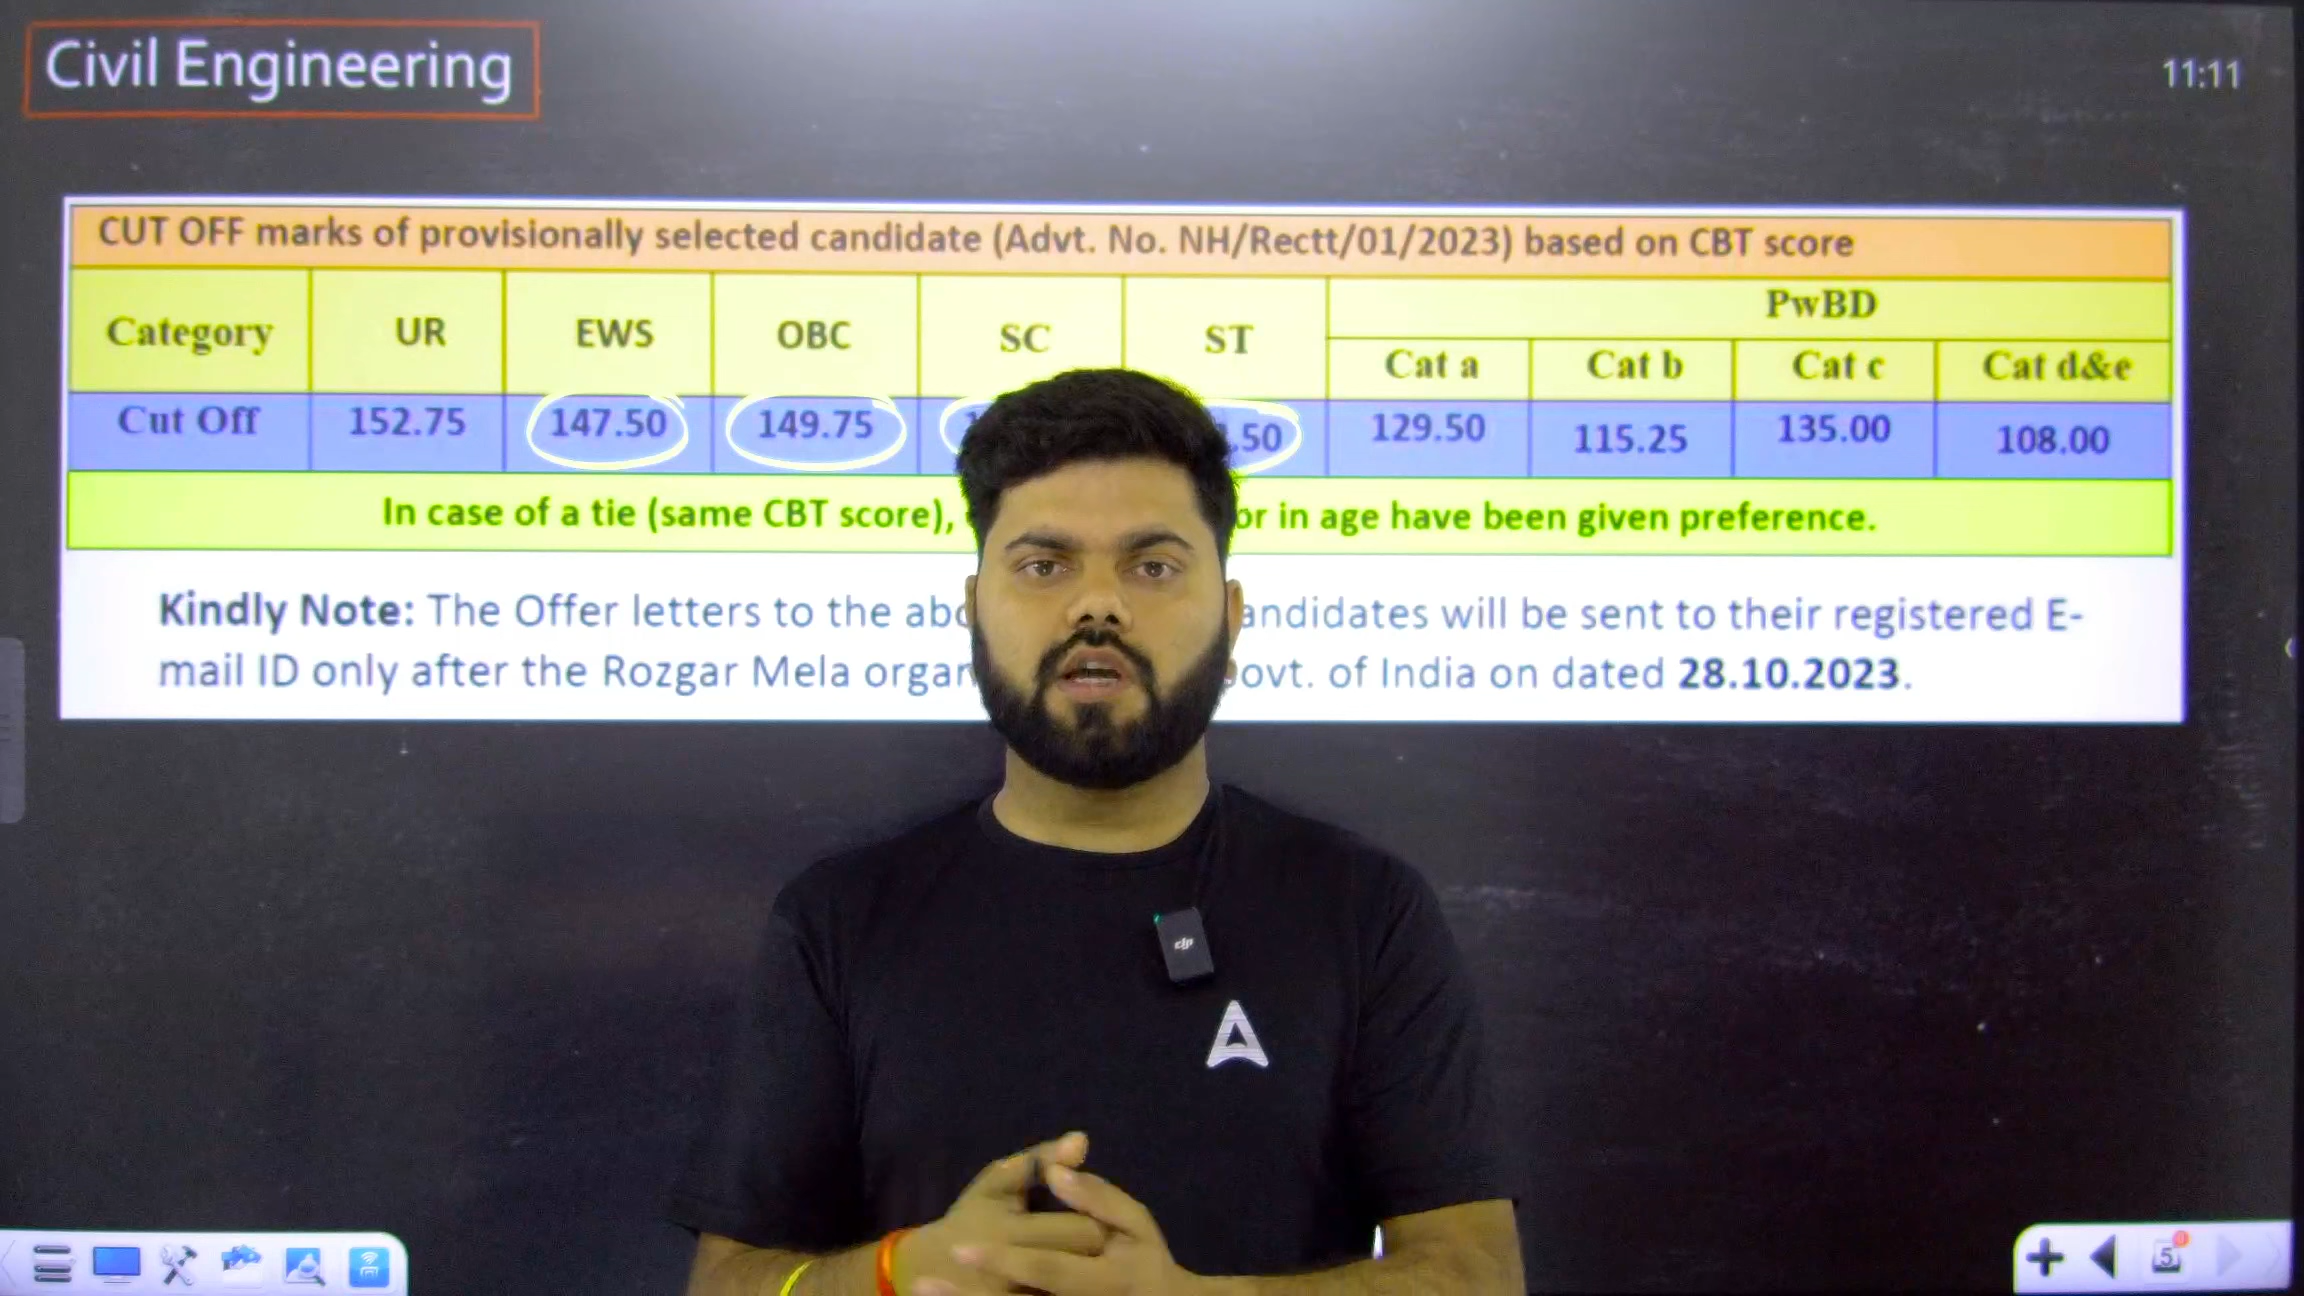 Civil Engineering
11:11
CUT OFF marks of provisionally selected candidate (Advt. No. NH/Rectt/01/2023) based on CBT score
Category UR EWS OBC SC ST PwBD
Cat a Cat b Cat c Cat d&e
Cut Off 152.75 147.50 149.75 .50 129.50 115.25 135.00 108.00
In case of a tie (same CBT score), or in age have been given preference.
Kindly Note: The Offer letters to the andidates will be sent to their registered E-
mail ID only after the Rozgar Mela ovt. of India on dated 28.10.2023.
dji
A
5